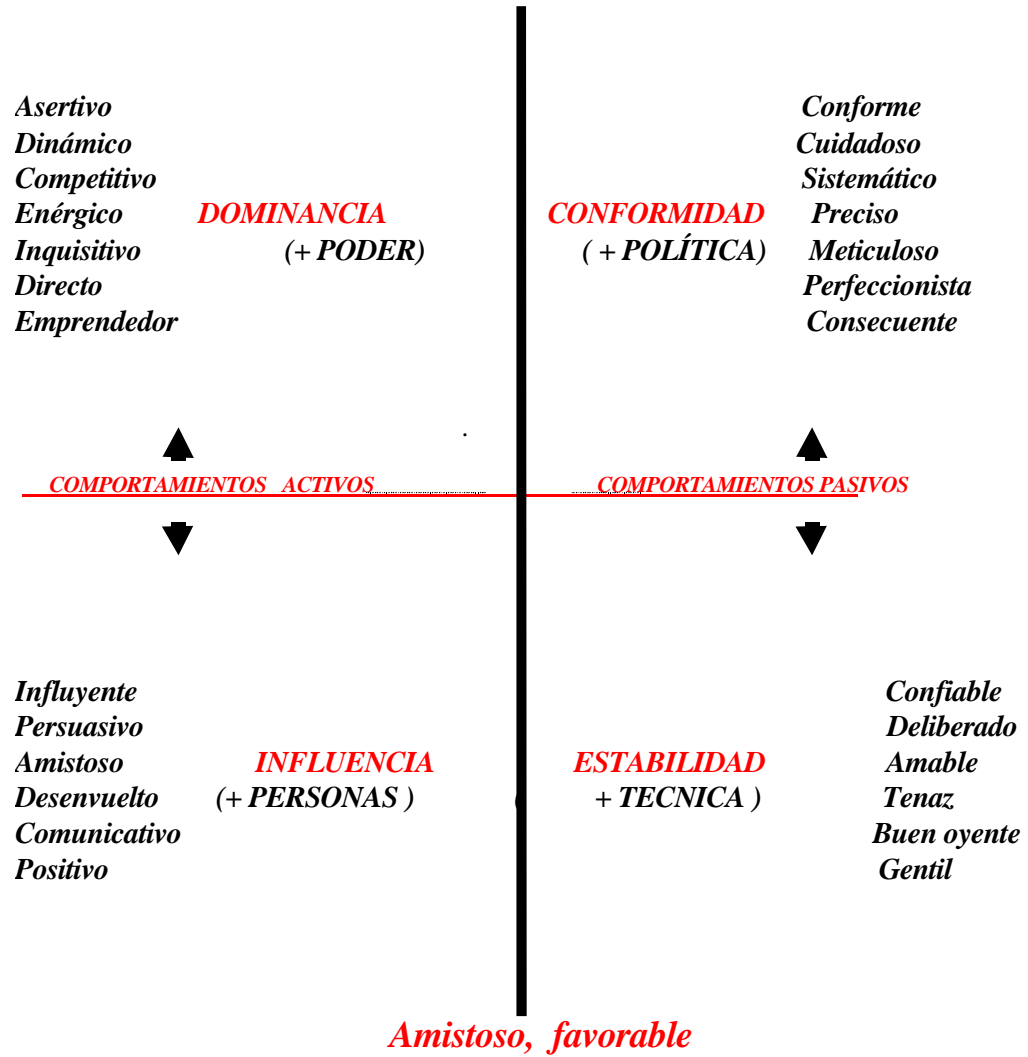 Asertivo
Dinámico
Competitivo
Enérgico
Inquisitivo
Directo
Emprendedor
DOMINANCIA
(+ PODER)
CONFORMIDAD
( + POLÍTICA)
Conforme
Cuidadoso
Sistemático
Preciso
Meticuloso
Perfeccionista
Consecuente
COMPORTAMIENTOS ACTIVOS
COMPORTAMIENTOS PASIVOS
Influyente
Persuasivo
Amistoso
Desenvuelto
Comunicativo
Positivo
INFLUENCIA
(+ PERSONAS )
ESTABILIDAD
( + TECNICA )
Confiable
Deliberado
Amable
Tenaz
Buen oyente
Gentil
Amistoso, favorable